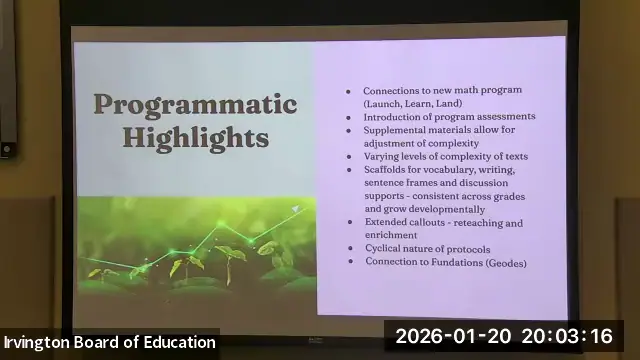 Programmatic
Highlights
● Connections to new math program
(Launch, Learn, Land)
● Introduction of program assessments
● Supplemental materials allow for
adjustment of complexity
● Varying levels of complexity of texts
● Scaffolds for vocabulary, writing,
sentence frames and discussion
supports - consistent across grades
and grow developmentally
● Extended callouts - reteaching and
enrichment
● Cyclical nature of protocols
● Connection to Fundations (Geodes)
Irvington Board of Education
2026-01-20 20:03:16